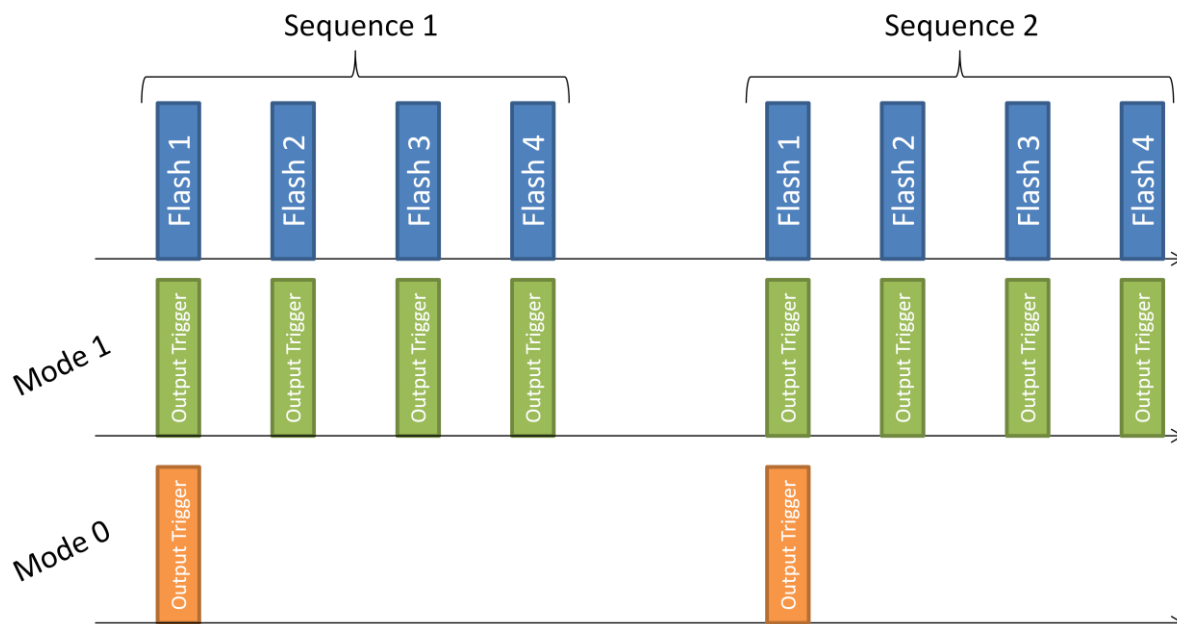 Sequence 1
Sequence 2
Flash 1
Flash 2
Flash 3
Flash 4
Flash 1
Flash 2
Flash 3
Flash 4
Mode 1
Output Trigger
Output Trigger
Output Trigger
Output Trigger
Output Trigger
Output Trigger
Output Trigger
Output Trigger
Mode 0
Output Trigger
Output Trigger